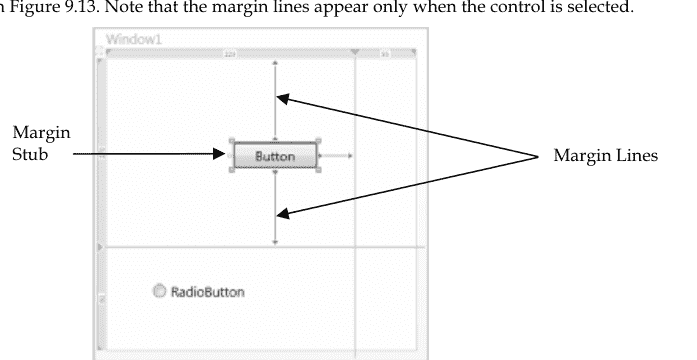 n Figure 9.13. Note that the margin lines appear only when the control is selected.
Window1
Margin
Stub
Button
Margin Lines
RadioButton